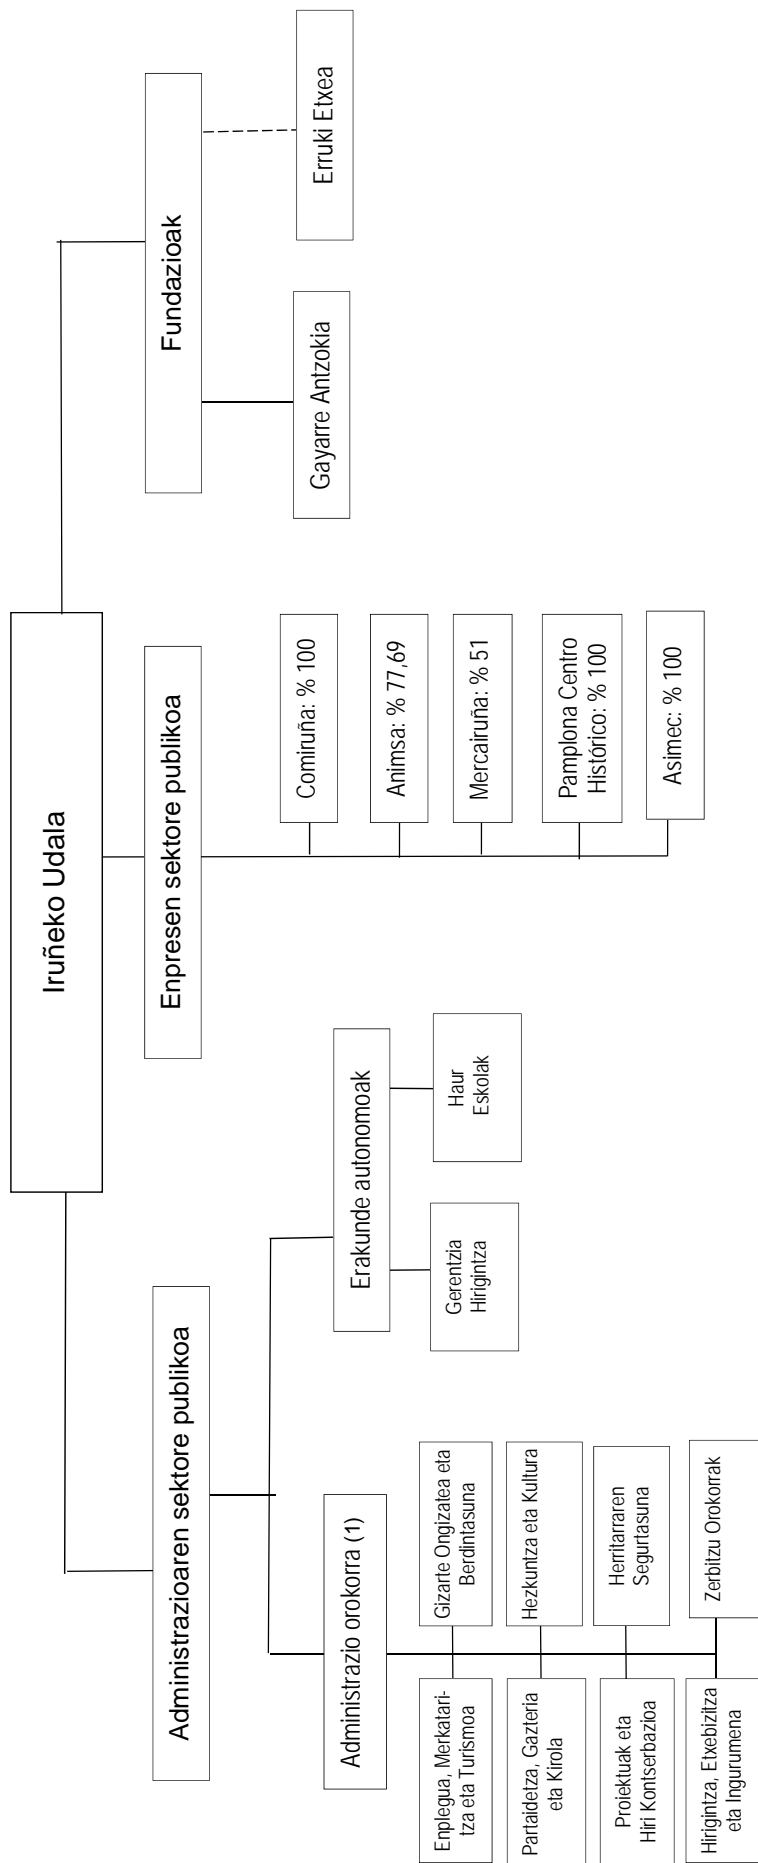 Iruñeko Udala
Administrazioaren sektore publikoa
Enpresen sektore publikoa
Fundazioak
Administrazio orokorra (1)
Erakunde autonomoak
Enplegua, Merkatari-
tza eta Turismoa
Gizarte Ongizatea eta
Berdintasuna
Partaidetza, Gazteria
eta Kirola
Hezkuntza eta Kultura
Proiektuak eta
Hiri Kontserbazioa
Herritarraren
Segurtasuna
Hirigintza, Etxebizitza
eta Ingurumena
Zerbitzu Orokorrak
Gerentzia
Hirigintza
Haur
Eskolak
Comiruña: % 100
Animsa: % 77,69
Mercairuña: % 51
Pamplona Centro
Histórico: % 100
Asimec: % 100
Gayarre Antzokia
Erruki Etxea